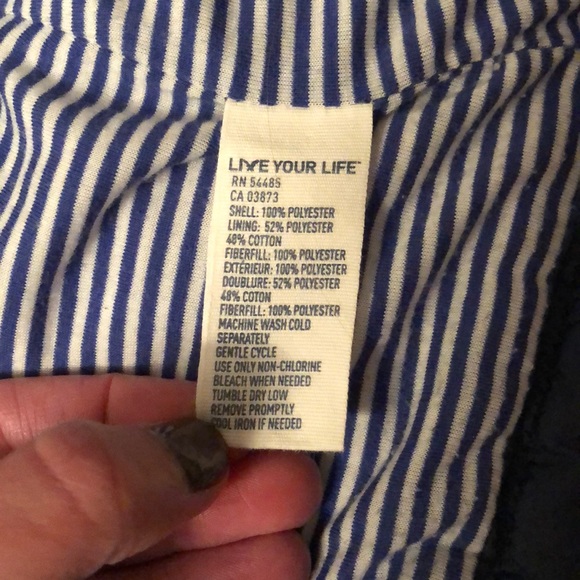 LIVE YOUR LIFE™
RN 54485
CA 03873
SHELL: 100% POLYESTER
LINING: 52% POLYESTER
48% COTTON
FIBERFILL: 100% POLYESTER
EXTÉRIEUR: 100% POLYESTER
DOUBLURE: 52% POLYESTER
48% COTON
FIBERFILL: 100% POLYESTER
MACHINE WASH COLD
SEPARATELY
GENTLE CYCLE
USE ONLY NON-CHLORINE
BLEACH WHEN NEEDED
TUMBLE DRY LOW
REMOVE PROMPTLY
COOL IRON IF NEEDED